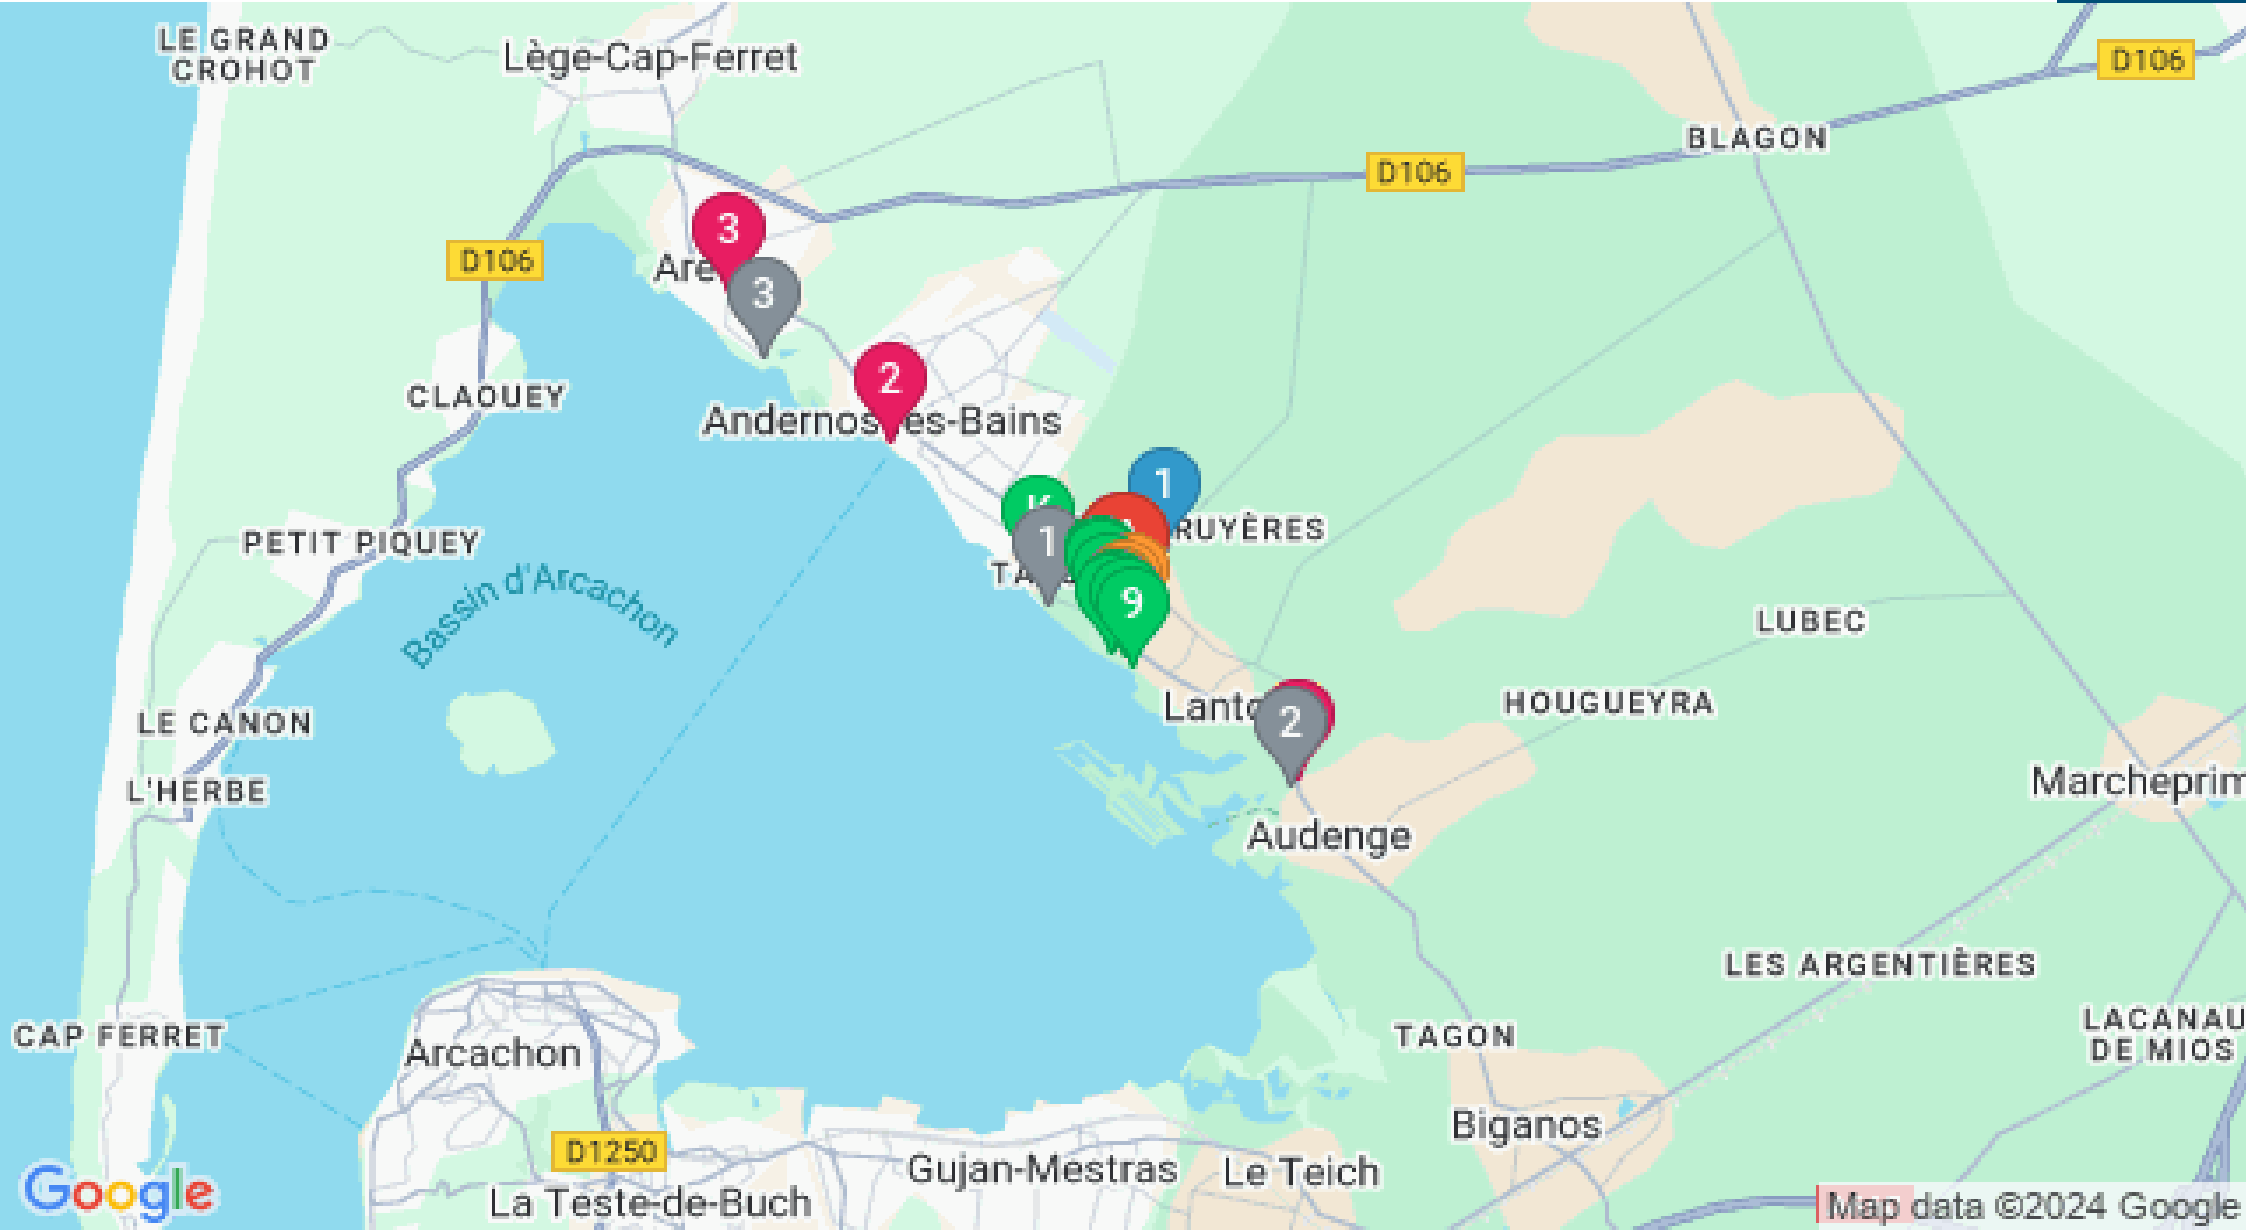 LE GRAND
CROHOT
Lège-Cap-Ferret
D106
BLAGON
D106
3
D106
3
2
CLAOUEY
Andernos
es-Bains
1
RUYÈRES
PETIT PIQUEY
1
Bassin d'Arcachon
9
LUBEC
LE CANON
2
HOUGUEYRA
L'HERBE
Marcheprim
Audenge
LES ARGENTIÈRES
CAP FERRET
Arcachon
TAGON
LACANAU
DE MIOS
Biganos
D1250
Gujan-Mestras
Le Teich
La Teste-de-Buch
Google
Map data ©2024 Google